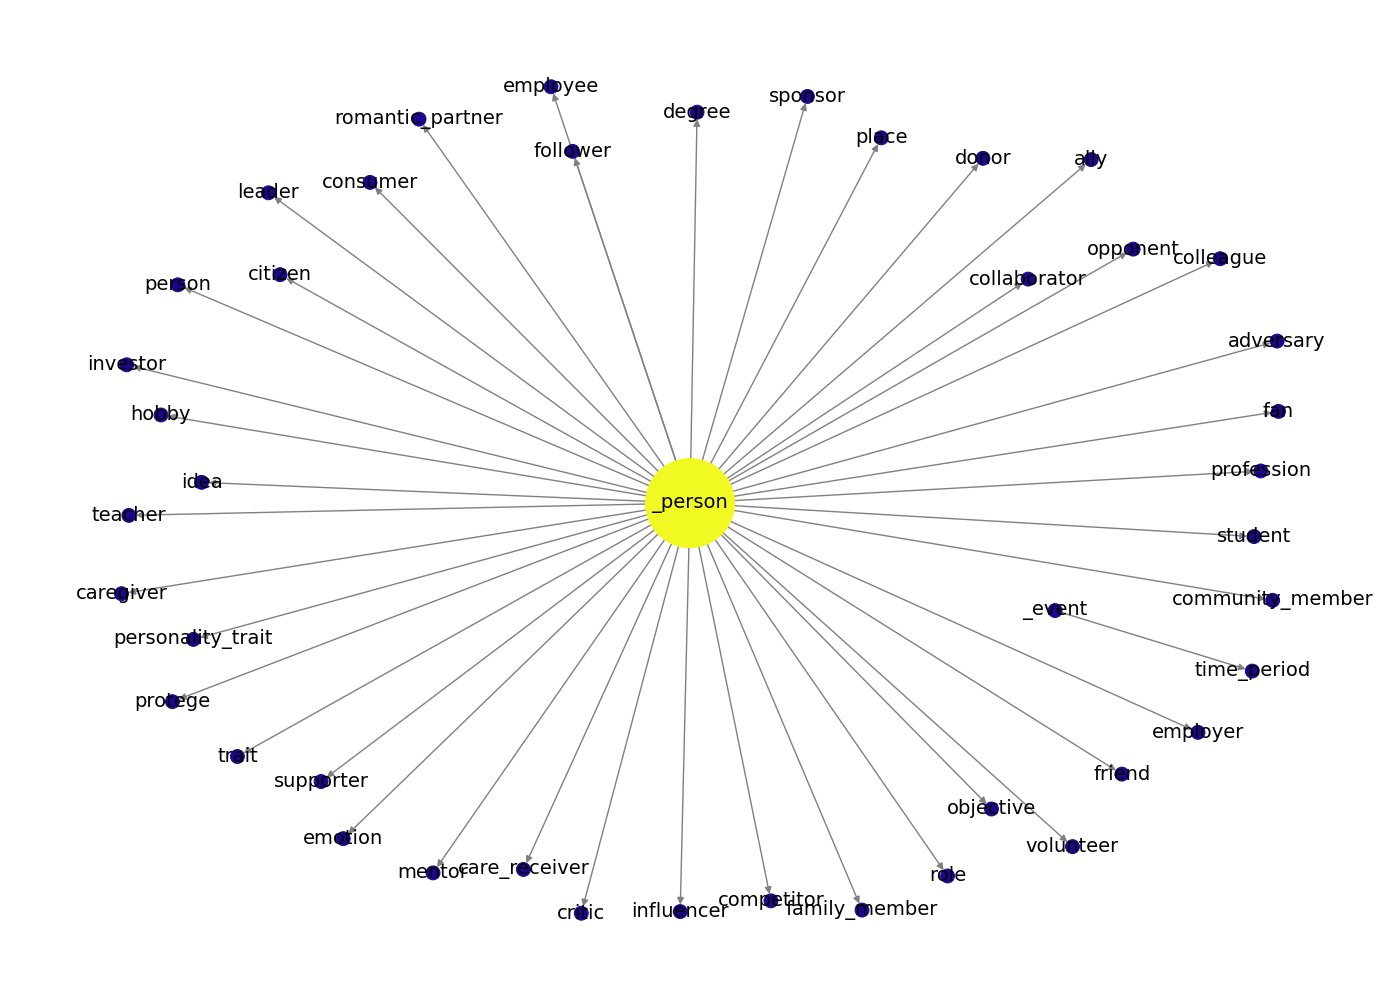 employee
degree
sponsor
romantic_partner
place
follower
donor
ally
leader
consumer
opponent
colleague
person
citizen
collaborator
adversary
investor
hobby
fan
profession
idea
_person
teacher
student
caregiver
community_member
_event
personality_trait
time_period
protege
employer
trait
supporter
friend
objective
emotion
volunteer
mentor
care_receiver
role
critic
influencer
competitor
family_member